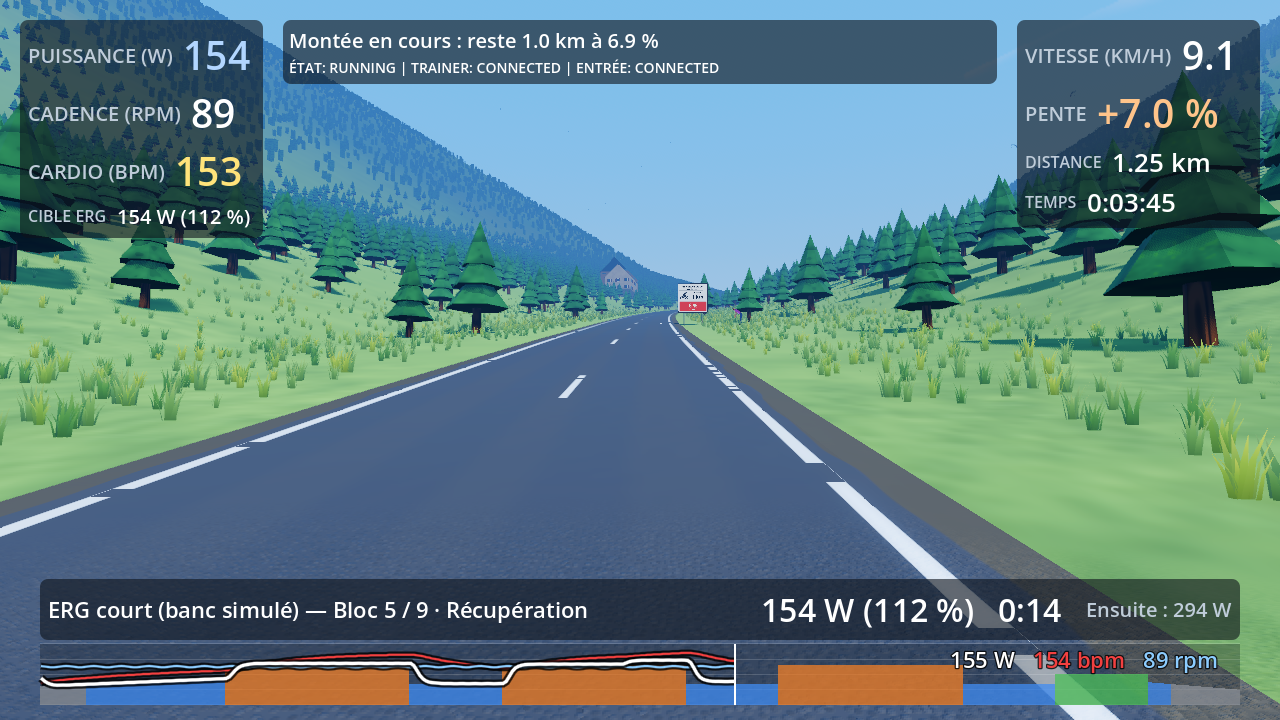 PUISSANCE (W) 154
CADENCE (RPM) 89
CARDIO (BPM) 153
CIBLE ERG 154 W (112 %)
Montée en cours : reste 1.0 km à 6.9 %
ÉTAT: RUNNING | TRAINER: CONNECTED | ENTRÉE: CONNECTED
VITESSE (KM/H) 9.1
PENTE +7.0 %
DISTANCE 1.25 km
TEMPS 0:03:45
ERG court (banc simulé) — Bloc 5 / 9 · Récupération 154 W (112 %) 0:14 Ensuite : 294 W
155 W 154 bpm 89 rpm